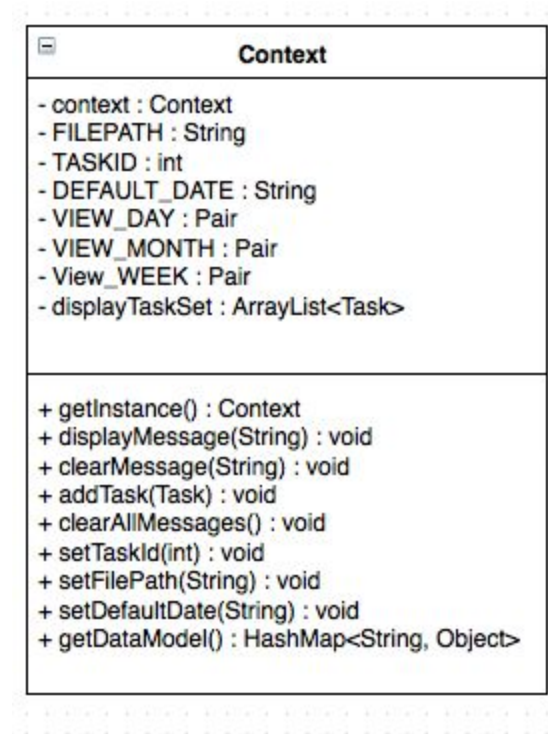 Context
- context : Context
- FILEPATH : String
- TASKID : int
- DEFAULT_DATE : String
- VIEW_DAY : Pair
- VIEW_MONTH : Pair
- View_WEEK : Pair
- displayTaskSet : ArrayList<Task>
+ getInstance() : Context
+ displayMessage(String) : void
+ clearMessage(String) : void
+ addTask(Task) : void
+ clearAllMessages() : void
+ setTaskId(int) : void
+ setFilePath(String) : void
+ setDefaultDate(String) : void
+ getDataModel() : HashMap<String, Object>